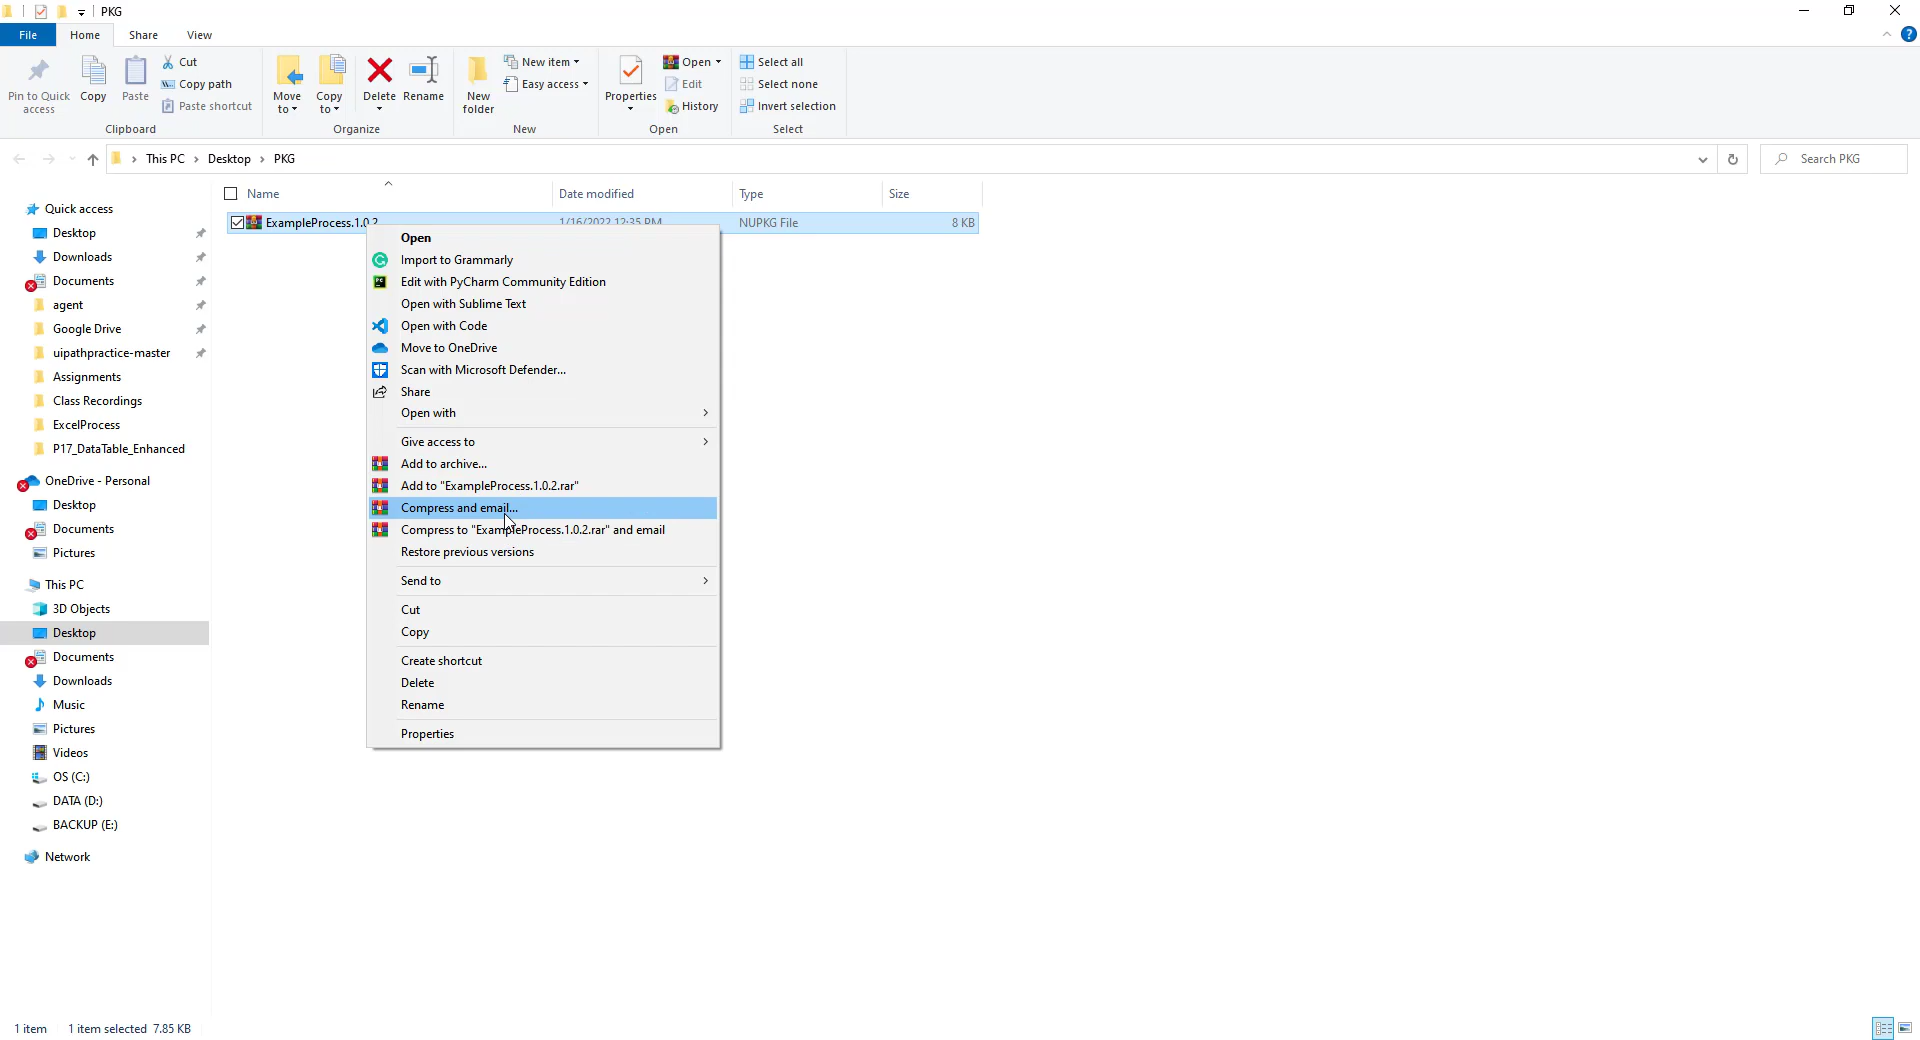 PKG
File Home Share View
Pin to Quick access
Copy
Paste
Cut
Copy path
Paste shortcut
Clipboard
Move to
Copy to
Delete
Rename
Organize
New folder
New item
Easy access
New
Properties
Open
Edit
History
Open
Select all
Select none
Invert selection
Select
This PC > Desktop > PKG
Search PKG
Name Date modified Type Size
ExampleProcess.1.0.2 1/16/2022 12:35 PM NUPKG File 8 KB
Quick access
Desktop
Downloads
Documents
agent
Google Drive
uipathpractice-master
Assignments
Class Recordings
ExcelProcess
P17_DataTable_Enhanced
OneDrive - Personal
Desktop
Documents
Pictures
This PC
3D Objects
Desktop
Documents
Downloads
Music
Pictures
Videos
OS (C:)
DATA (D:)
BACKUP (E:)
Network
Open
Import to Grammarly
Edit with PyCharm Community Edition
Open with Sublime Text
Open with Code
Move to OneDrive
Scan with Microsoft Defender...
Share
Open with
Give access to
Add to archive...
Add to "ExampleProcess.1.0.2.rar"
Compress and email...
Compress to "ExampleProcess.1.0.2.rar" and email
Restore previous versions
Send to
Cut
Copy
Create shortcut
Delete
Rename
Properties
1 item 1 item selected 7.85 KB